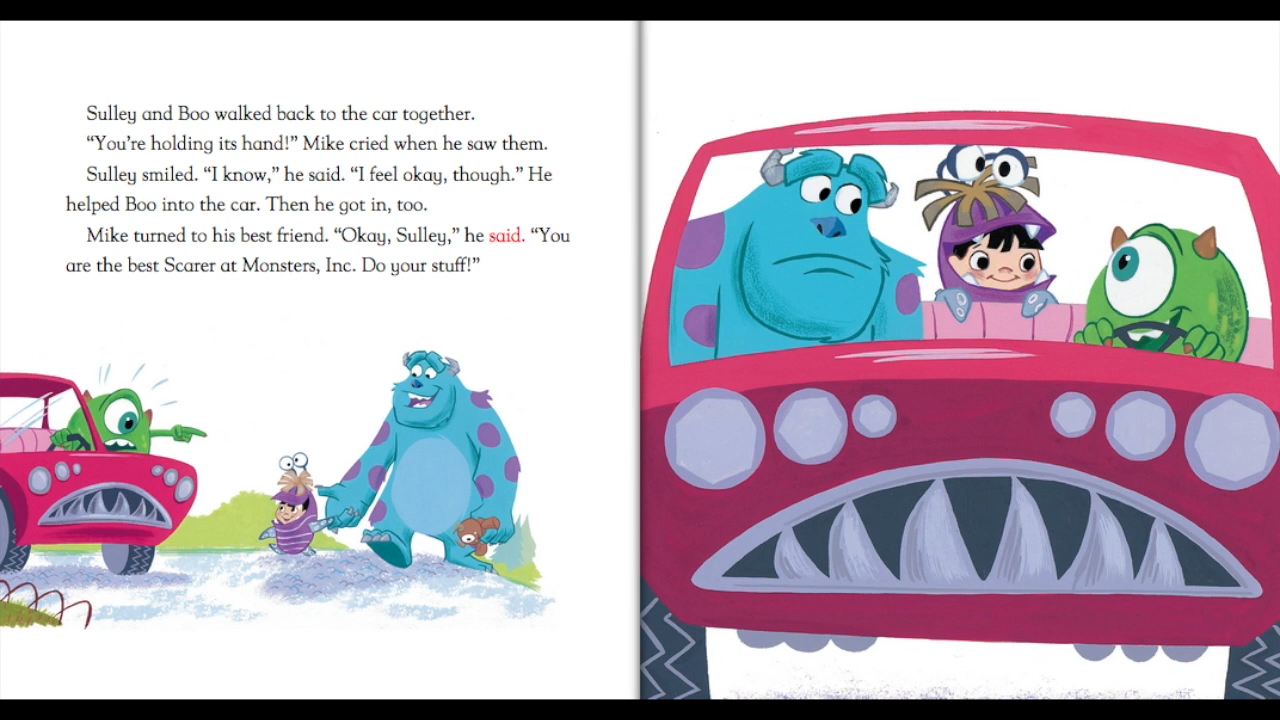 Sulley and Boo walked back to the car together.
“You’re holding its hand!” Mike cried when he saw them.
Sulley smiled. “I know,” he said. “I feel okay, though.” He
helped Boo into the car. Then he got in, too.
Mike turned to his best friend. “Okay, Sulley,” he said. “You
are the best Scarer at Monsters, Inc. Do your stuff!”